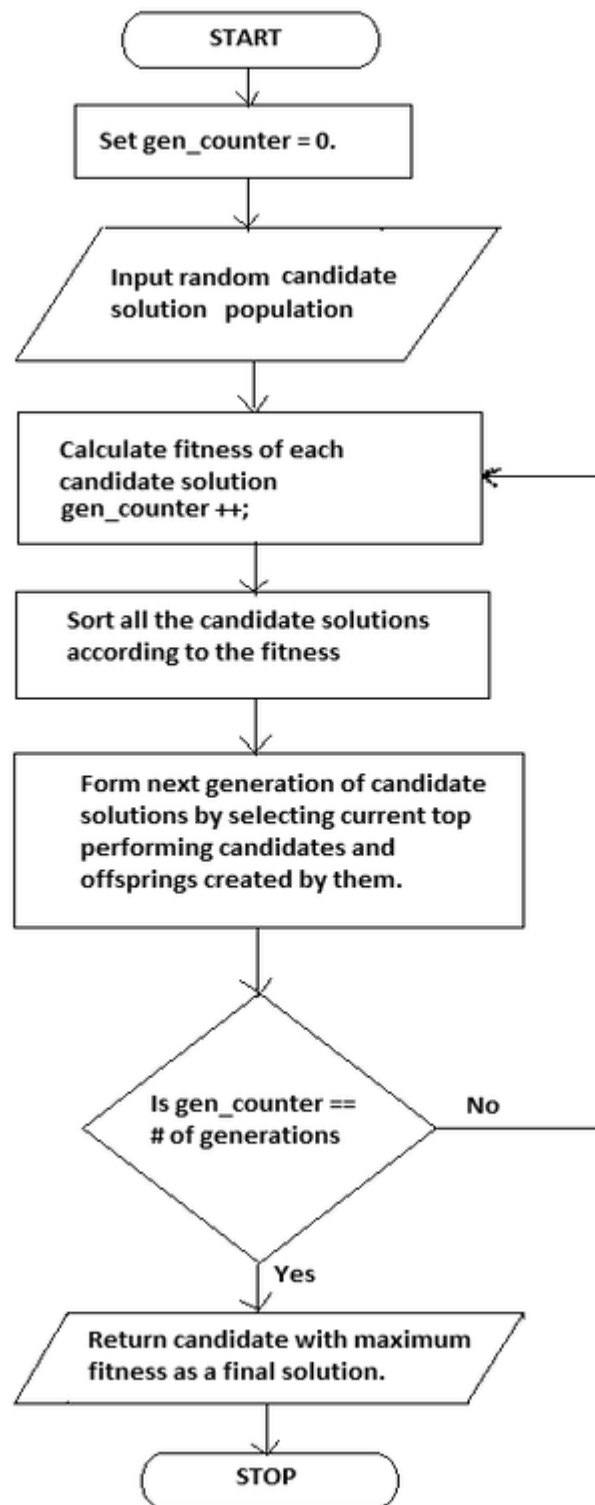 START
Set gen_counter = 0.
Input random candidate
solution population
Calculate fitness of each
candidate solution
gen_counter ++;
Sort all the candidate solutions
according to the fitness
Form next generation of candidate
solutions by selecting current top
performing candidates and
offsprings created by them.
Is gen_counter ==
# of generations
No
Yes
Return candidate with maximum
fitness as a final solution.
STOP